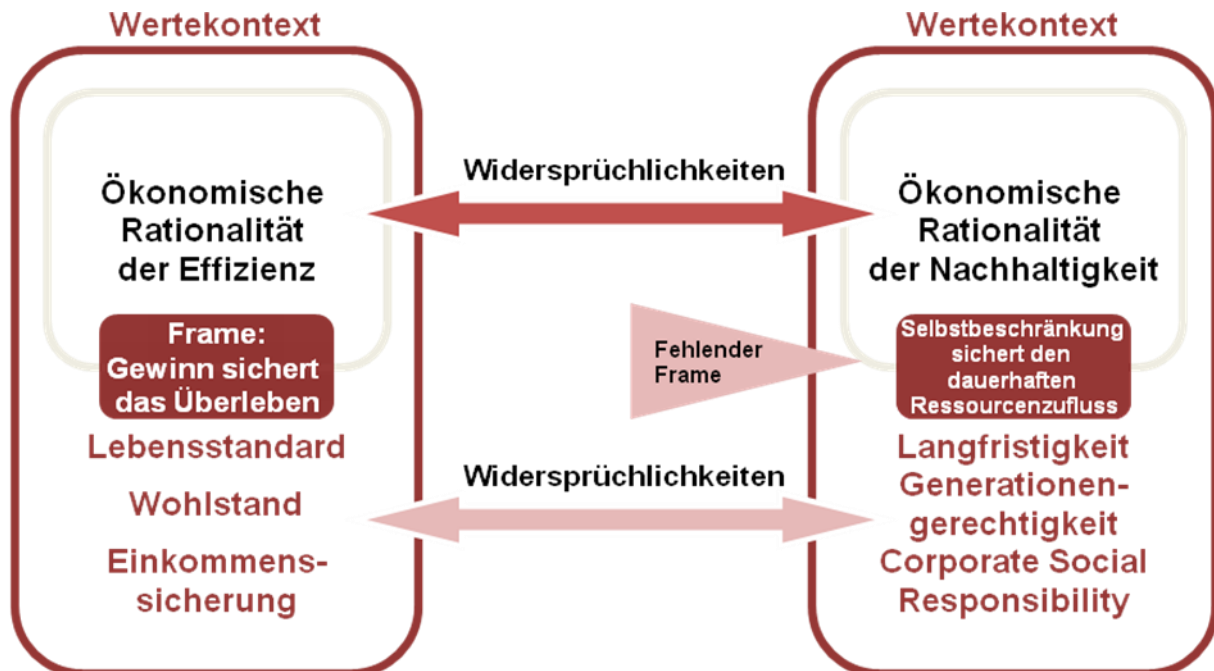 Wertekontext
Ökonomische
Rationalität
der Effizienz
Frame:
Gewinn sichert
das Überleben
Lebensstandard
Wohlstand
Einkommens-
sicherung
Widersprüchlichkeiten
Fehlender
Frame
Widersprüchlichkeiten
Wertekontext
Ökonomische
Rationalität
der Nachhaltigkeit
Selbstbeschränkung
sichert den
dauerhaften
Ressourcenzufluss
Langfristigkeit
Generationen-
gerechtigkeit
Corporate Social
Responsibility